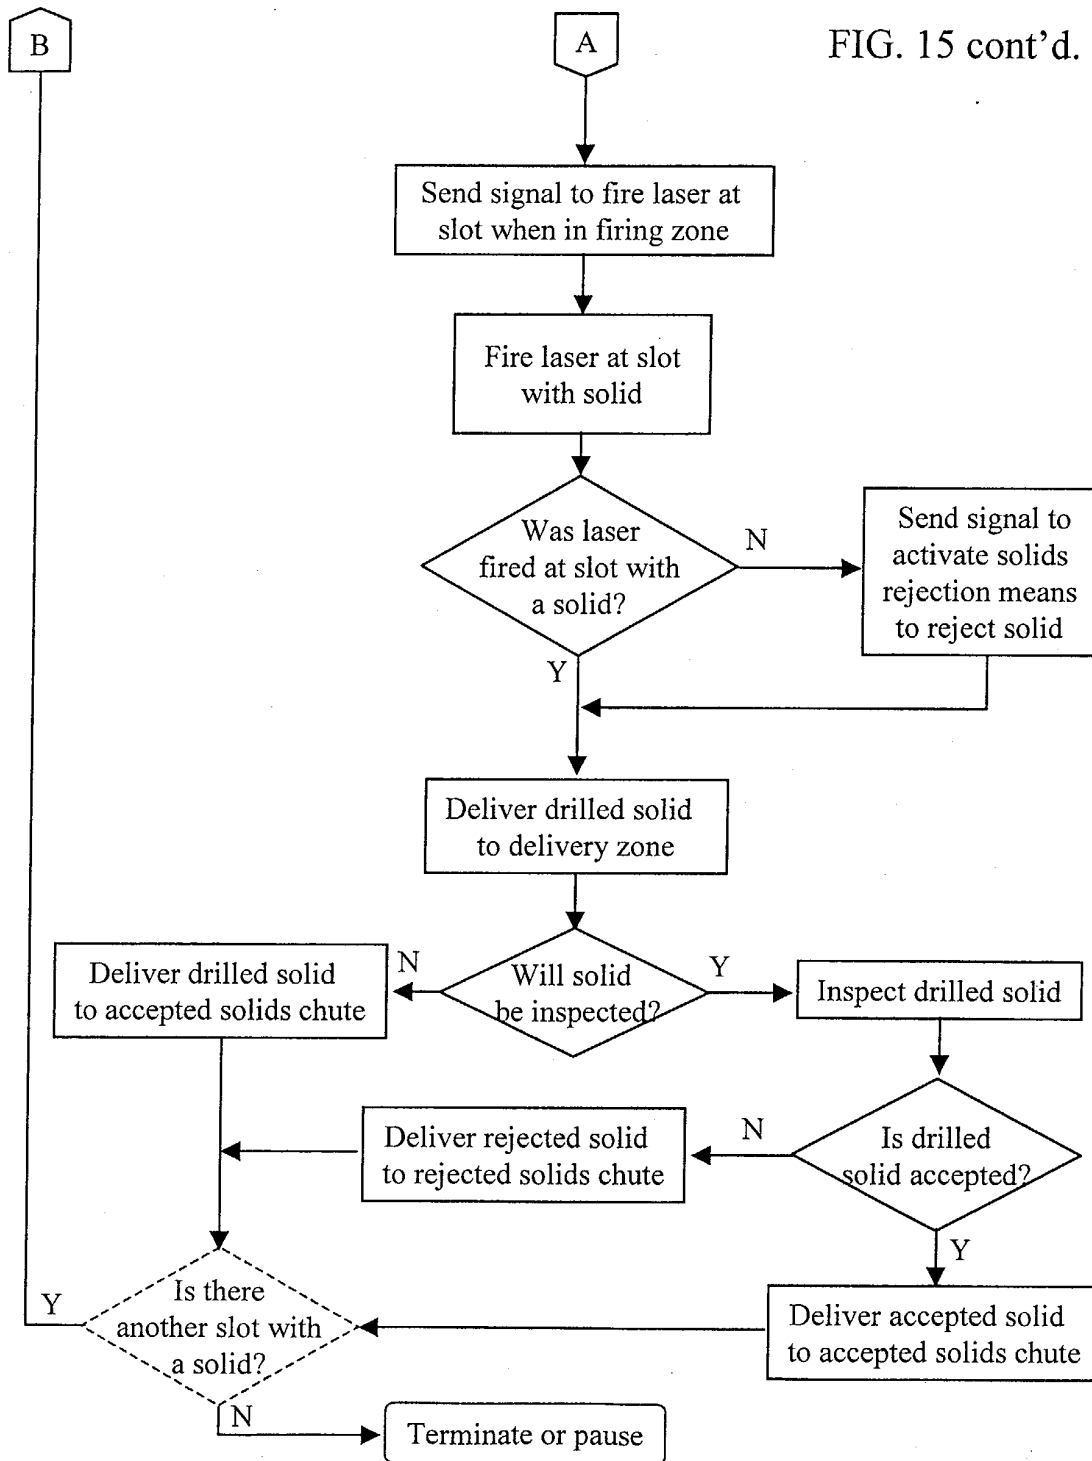 B
A
FIG. 15 cont'd.
Send signal to fire laser at
slot when in firing zone
Fire laser at slot
with solid
Was laser
fired at slot with
a solid?
N
Send signal to
activate solids
rejection means
to reject solid
Y
Deliver drilled solid
to delivery zone
Deliver drilled solid
to accepted solids chute
N
Will solid
be inspected?
Y
Inspect drilled solid
Deliver rejected solid
to rejected solids chute
N
Is drilled
solid accepted?
Y
Is there
another slot with
a solid?
Y
Deliver accepted solid
to accepted solids chute
N
Terminate or pause